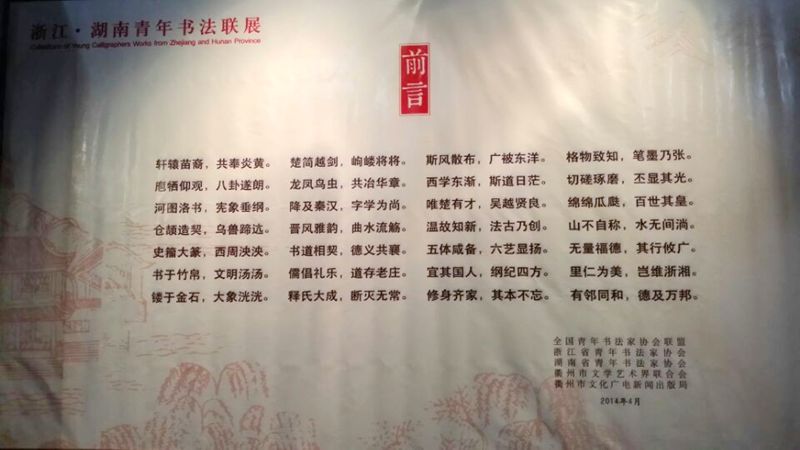 浙江·湖南青年书法联展
Collections of Young Calligraphers Works from Zhejiang and Hunan Province
前言
轩辕苗裔，共奉炎黄。
庖牺仰观，八卦遂朗。
河图洛书，宪象垂纲。
仓颉造契，鸟兽蹄迒。
史籀大篆，西周泱泱。
书于竹帛，文明汤汤。
镂于金石，大象洸洸。
楚简越剑，岣嵝将将。
龙凤鸟虫，共冶华章。
降及秦汉，字学为尚。
晋风雅韵，曲水流觞。
书道相契，德义共襄。
儒倡礼乐，道存老庄。
释氏大成，断灭无常。
斯风散布，广被东洋。
西学东渐，斯道日茫。
唯楚有才，吴越贤良。
温故知新，法古乃创。
五体咸备，六艺显扬。
宜其国人，纲纪四方。
修身齐家，其本不忘。
格物致知，笔墨乃张。
切磋琢磨，丕显其光。
绵绵瓜瓞，百世其皇。
山不自称，水无间淌。
无量福德，其行攸广。
里仁为美，岂维浙湘。
有邻同和，德及万邦。
全国青年书法家协会联盟
浙江省青年书法家协会
湖南省青年书法家协会
衢州市文学艺术界联合会
衢州市文化广电新闻出版局
2014年4月